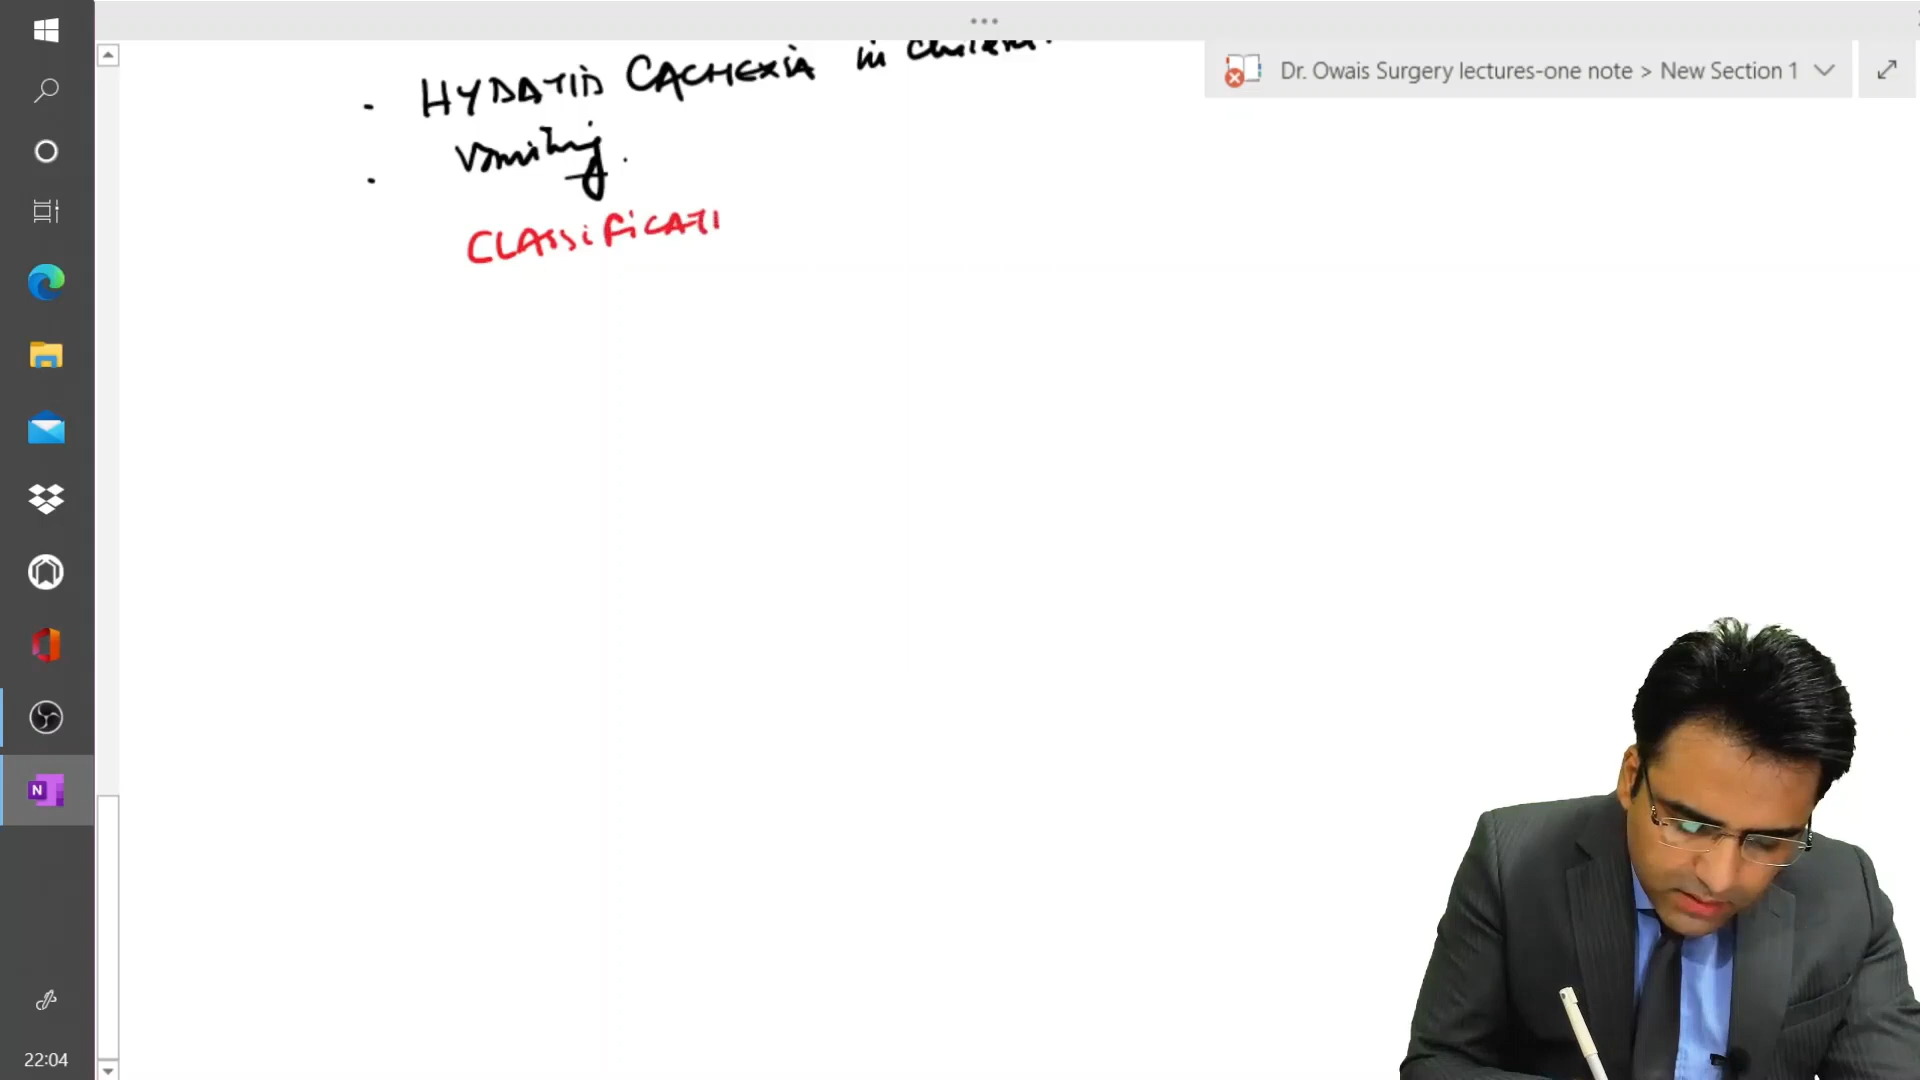 Dr. Owais Surgery lectures-one note > New Section 1
. HYDATID CACHEXIA in
. Vomiting.
CLASSIFICATI
N
22:04